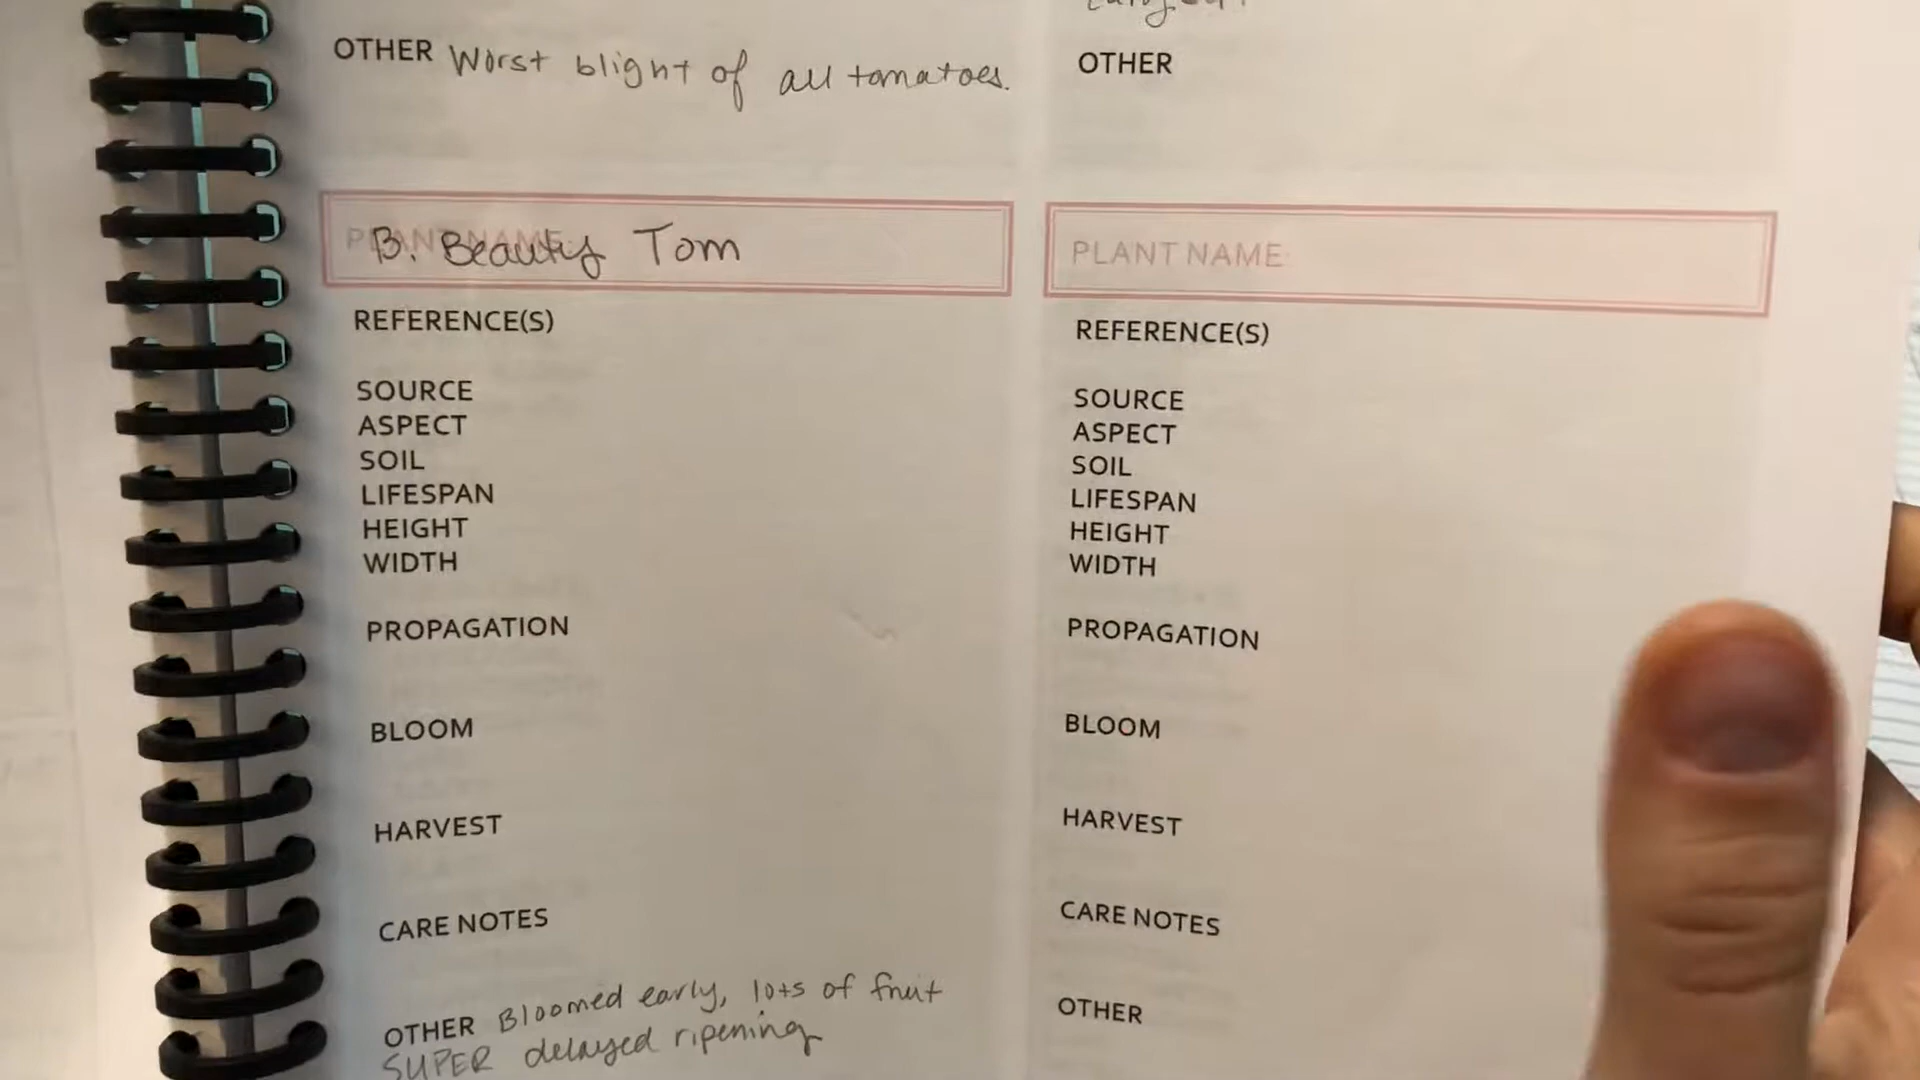 OTHER Worst blight of all tomatoes.
PLANT NAME
B. Beauty Tom
REFERENCE(S)
SOURCE
ASPECT
SOIL
LIFESPAN
HEIGHT
WIDTH
PROPAGATION
BLOOM
HARVEST
CARE NOTES
OTHER Bloomed early, lots of fruit
SUPER delayed ripening
OTHER
PLANT NAME
REFERENCE(S)
SOURCE
ASPECT
SOIL
LIFESPAN
HEIGHT
WIDTH
PROPAGATION
BLOOM
HARVEST
CARE NOTES
OTHER